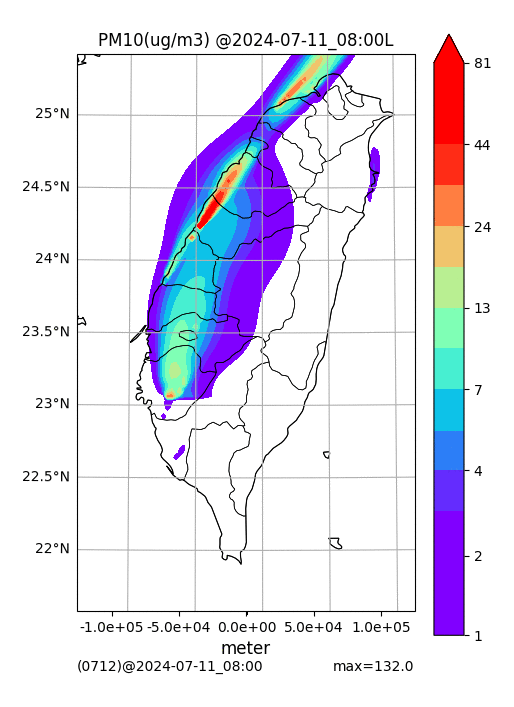 PM10(ug/m3) @2024-07-11_08:00L
81
44
24
13
7
4
2
1
25°N
24.5°N
24°N
23.5°N
23°N
22.5°N
22°N
-1.0e+05 -5.0e+04 0.0e+00 5.0e+04 1.0e+05
meter
(0712)@2024-07-11_08:00 max=132.0